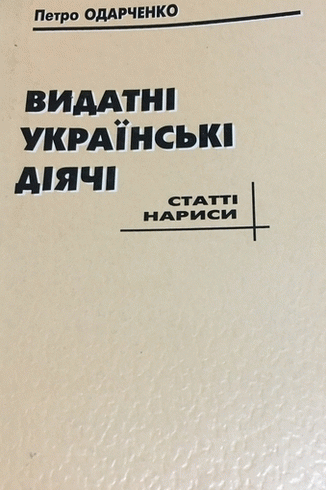 Петро ОДАРЧЕНКО
ВИДАТНІ
УКРАЇНСЬКІ
ДІЯЧІ
СТАТТІ
НАРИСИ